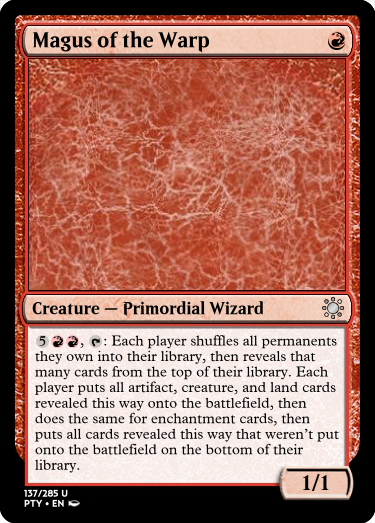 Magus of the Warp
Creature — Primordial Wizard
5 , : Each player shuffles all permanents
they own into their library, then reveals that
many cards from the top of their library. Each
player puts all artifact, creature, and land cards
revealed this way onto the battlefield, then
does the same for enchantment cards, then
puts all cards revealed this way that weren't put
onto the battlefield on the bottom of their
library.
1/1
137/285 U
PTY • EN